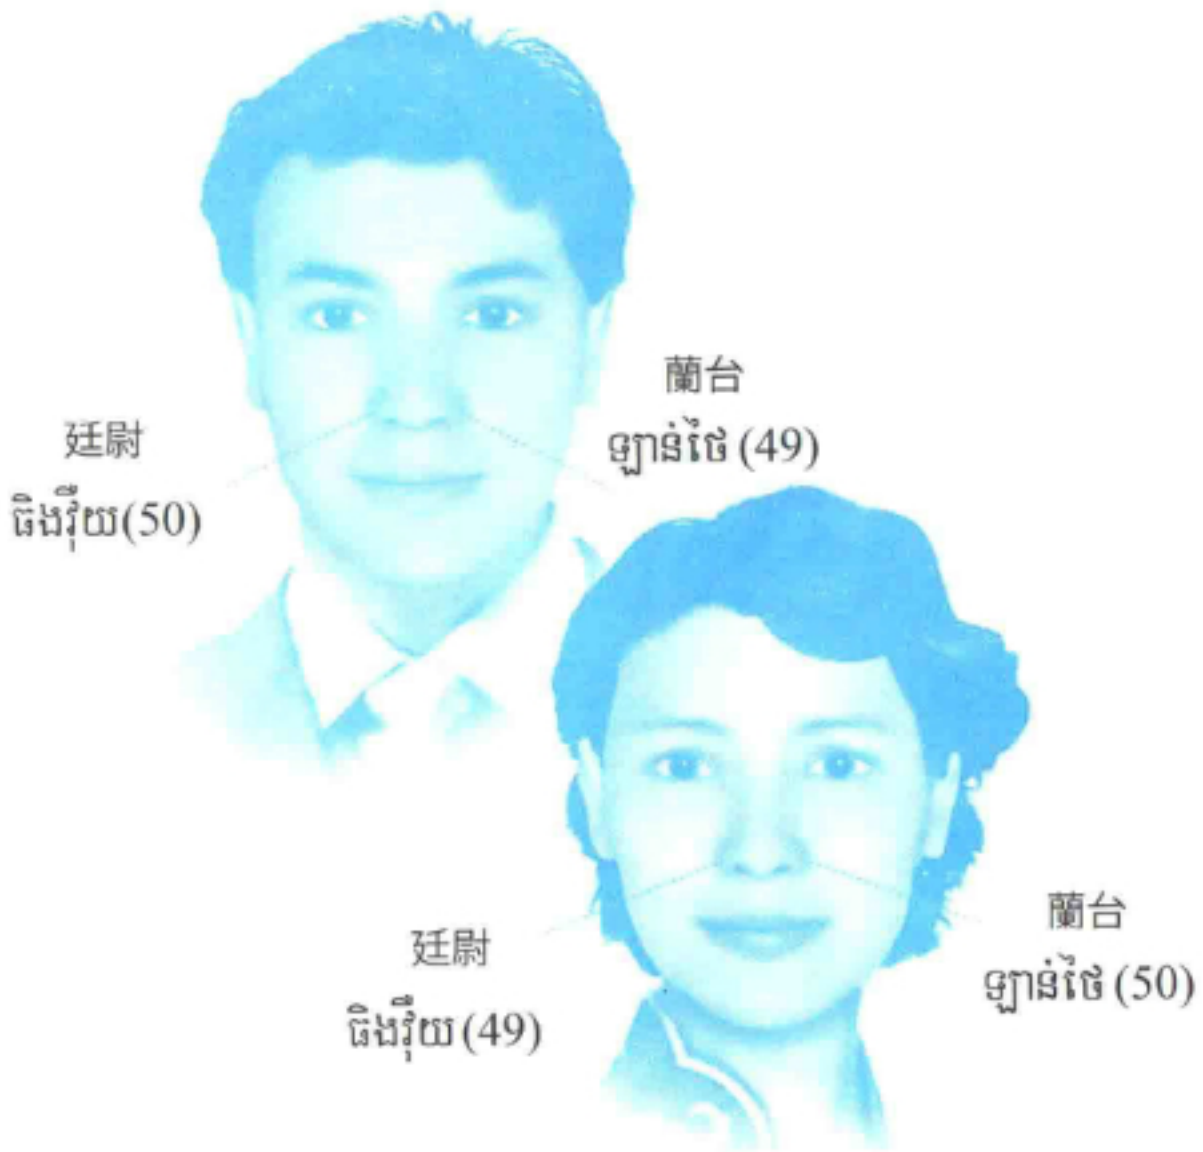 蘭台
ឡាន់ថៃ (49)
廷尉
ធិងវ៉ឺយ(50)
蘭台
ឡាន់ថៃ (50)
廷尉
ធិងវ៉ឺយ(49)